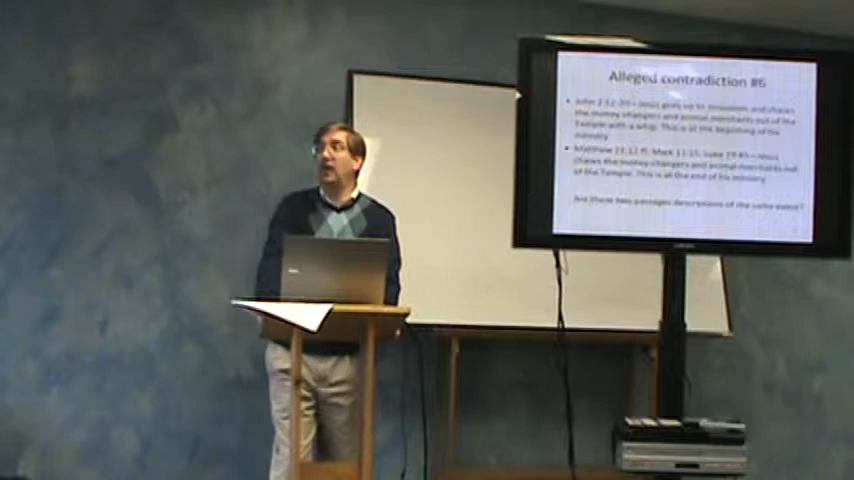 Alleged contradiction #6
• John 2:12-20 – Jesus goes up to Jerusalem and chases
the money changers and animal merchants out of the
Temple with a whip. This is at the beginning of his
ministry.
• Matthew 21:12 ff, Mark 11:15, Luke 19:45 – Jesus
chases the money changers and animal merchants out
of the Temple. This is at the end of his ministry.
Are these two passages descriptions of the same event?